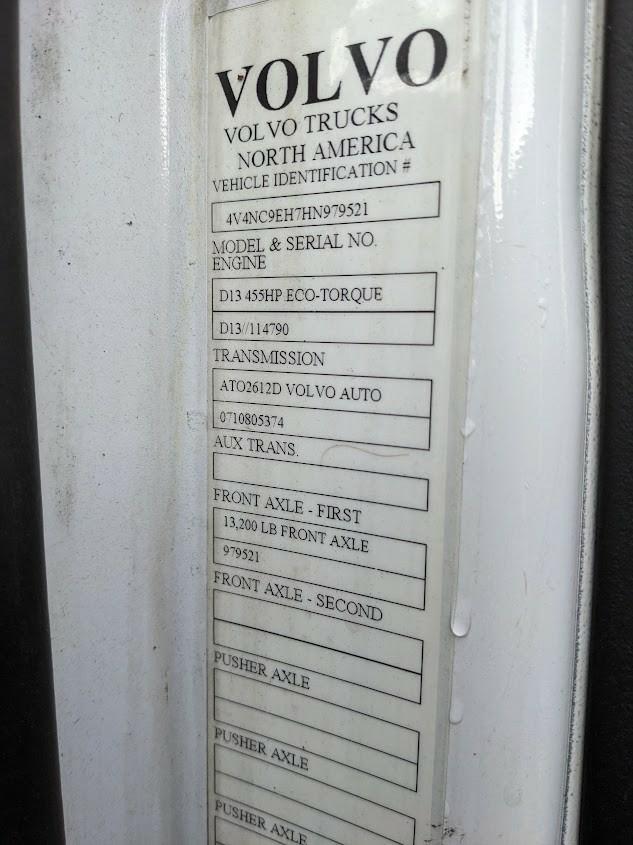 VOLVO
VOLVO TRUCKS
NORTH AMERICA
VEHICLE IDENTIFICATION #
4V4NC9EH7HN979521
MODEL & SERIAL NO.
ENGINE
D13 455HP ECO-TORQUE
D13//114790
TRANSMISSION
ATO2612D VOLVO AUTO
0710805374
AUX TRANS.
FRONT AXLE - FIRST
13,200 LB FRONT AXLE
979521
FRONT AXLE - SECOND
PUSHER AXLE
PUSHER AXLE
PUSHER AXLE